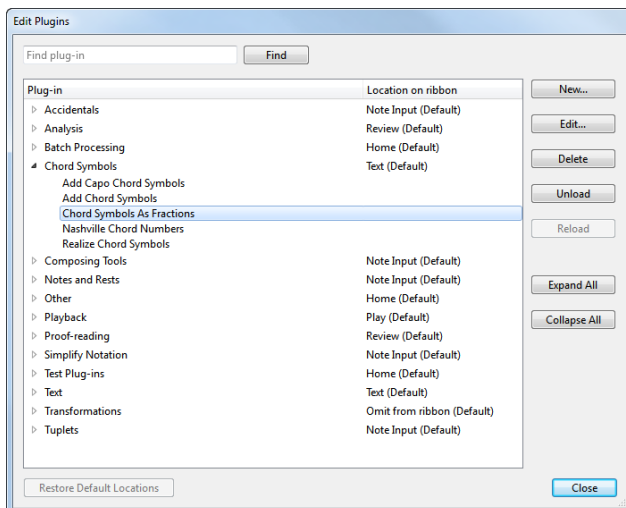 Edit Plugins
Find plug-in
Find
Plug-in Location on ribbon
Accidentals Note Input (Default)
Analysis Review (Default)
Batch Processing Home (Default)
Chord Symbols Text (Default)
Add Capo Chord Symbols
Add Chord Symbols
Chord Symbols As Fractions
Nashville Chord Numbers
Realize Chord Symbols
Composing Tools Note Input (Default)
Notes and Rests Note Input (Default)
Other Home (Default)
Playback Play (Default)
Proof-reading Review (Default)
Simplify Notation Note Input (Default)
Test Plug-ins Home (Default)
Text Text (Default)
Transformations Omit from ribbon (Default)
Tuplets Note Input (Default)
New...
Edit...
Delete
Unload
Reload
Expand All
Collapse All
Restore Default Locations
Close